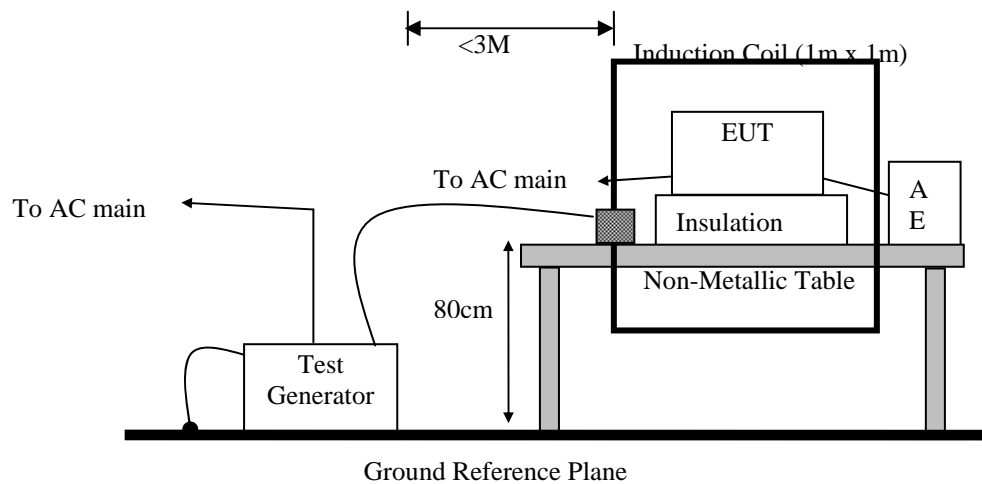 <3M
Induction Coil (1m x 1m)
EUT
To AC main
To AC main
A
E
Insulation
Non-Metallic Table
80cm
Test
Generator
Ground Reference Plane